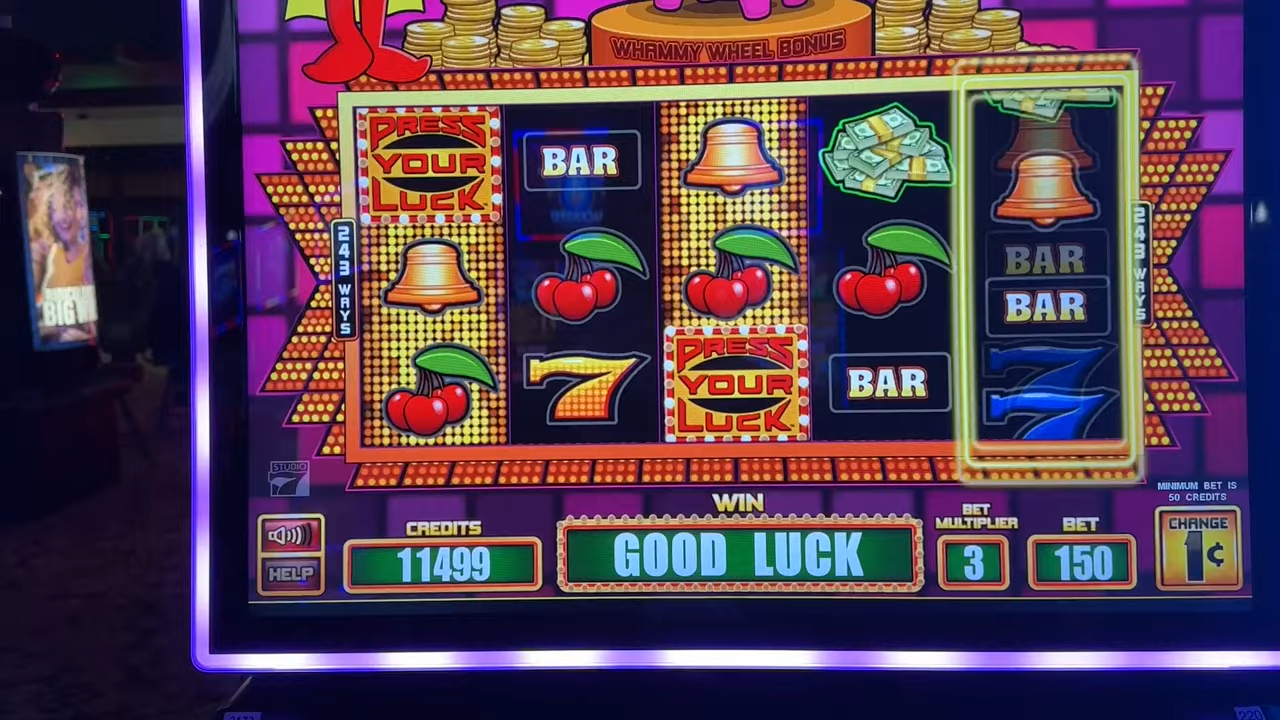 WHAMMY WHEEL BONUS
PRESS
YOUR
LUCK
BAR
243 WAYS
243 WAYS
BAR
BAR
PRESS
YOUR
LUCK
BAR
7
7
STUDIO
7
MINIMUM BET IS
50 CREDITS
WIN
CREDITS
BET
MULTIPLIER
BET
CHANGE
1¢
GOOD LUCK
11499
3
150
HELP
BIG